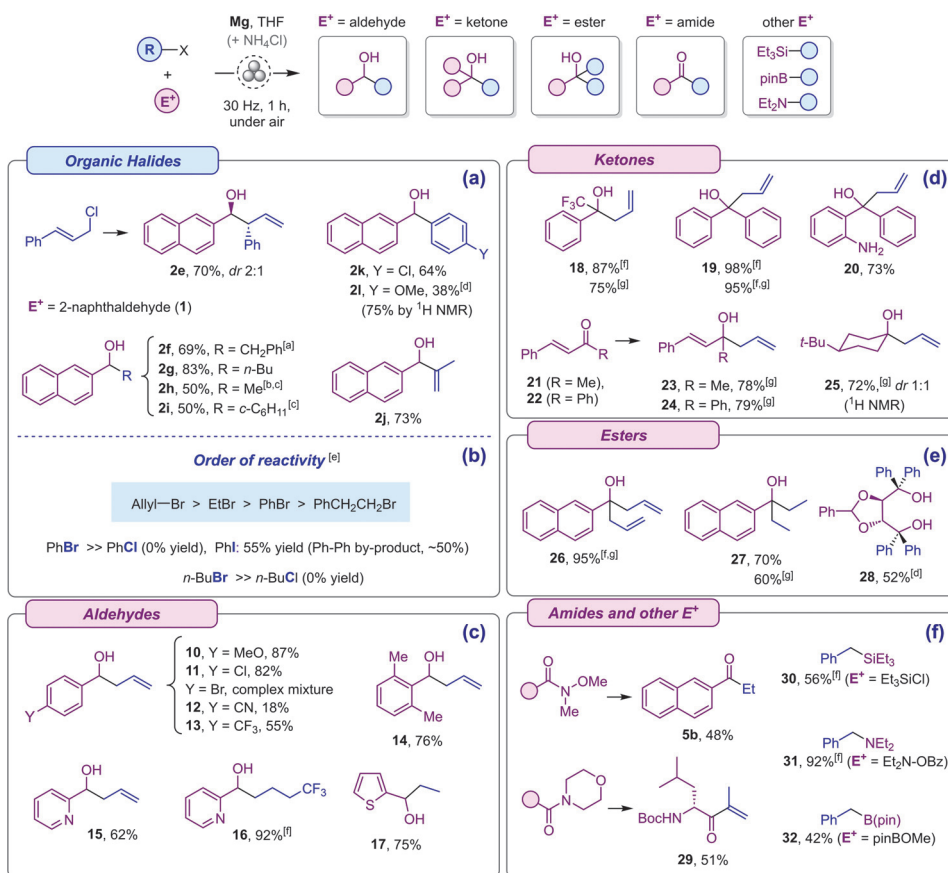 Mg, THF
(+ NH4Cl)
R—X
+
E+
30 Hz, 1 h,
under air
E+ = aldehyde
OH
E+ = ketone
OH
E+ = ester
OH
E+ = amide
O
other E+
Et3Si
pinB
Et2N
Organic Halides
(a)
Cl
Ph
OH
Ph
2e, 70%, dr 2:1
OH
Y
2k, Y = Cl, 64%
2l, Y = OMe, 38%[d]
(75% by 1H NMR)
E+ = 2-naphthaldehyde (1)
OH
R
2f, 69%, R = CH2Ph[a]
2g, 83%, R = n-Bu
2h, 50%, R = Me[b,c]
2i, 50%, R = c-C6H11[c]
OH
2j, 73%
Order of reactivity [e]
(b)
Allyl—Br > EtBr > PhBr > PhCH2CH2Br
PhBr >> PhCl (0% yield), PhI: 55% yield (Ph-Ph by-product, ~50%)
n-BuBr >> n-BuCl (0% yield)
Aldehydes
(c)
OH
Y
10, Y = MeO, 87%
11, Y = Cl, 82%
Y = Br, complex mixture
12, Y = CN, 18%
13, Y = CF3, 55%
Me
OH
Me
14, 76%
OH
N
15, 62%
OH
CF3
N
16, 92%[f]
S
OH
17, 75%
Ketones
(d)
OH
F3C
18, 87%[f]
75%[g]
HO
19, 98%[f]
95%[f,g]
HO
NH2
20, 73%
O
Ph
R
21 (R = Me),
22 (R = Ph)
OH
Ph
R
23, R = Me, 78%[g]
24, R = Ph, 79%[g]
OH
t-Bu
25, 72%,[g] dr 1:1
(1H NMR)
Esters
(e)
OH
26, 95%[f,g]
OH
27, 70%
60%[g]
Ph
Ph
O
OH
Ph
O
OH
Ph
Ph
28, 52%[d]
Amides and other E+
(f)
O
N
OMe
Me
O
Et
5b, 48%
O
N
O
BocHN
O
29, 51%
Ph
SiEt3
30, 56%[f] (E+ = Et3SiCl)
Ph
NEt2
31, 92%[f] (E+ = Et2N-OBz)
Ph
B(pin)
32, 42% (E+ = pinBOMe)